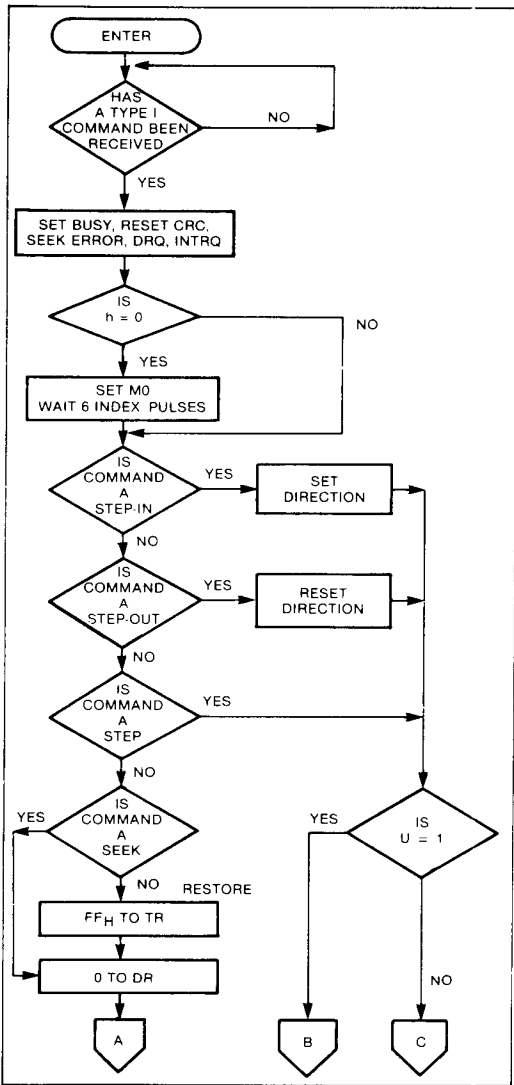 ENTER
HAS
A TYPE I
COMMAND BEEN
RECEIVED
NO
YES
SET BUSY, RESET CRC,
SEEK ERROR, DRQ, INTRQ
IS
h = 0
NO
YES
SET MO
WAIT 6 INDEX PULSES
IS
COMMAND
A
STEP-IN
YES
SET
DIRECTION
NO
IS
COMMAND
A
STEP-OUT
YES
RESET
DIRECTION
NO
IS
COMMAND
A
STEP
YES
NO
YES
IS
COMMAND
A
SEEK
YES
IS
U = 1
NO
RESTORE
FFH TO TR
0 TO DR
NO
A
B
C